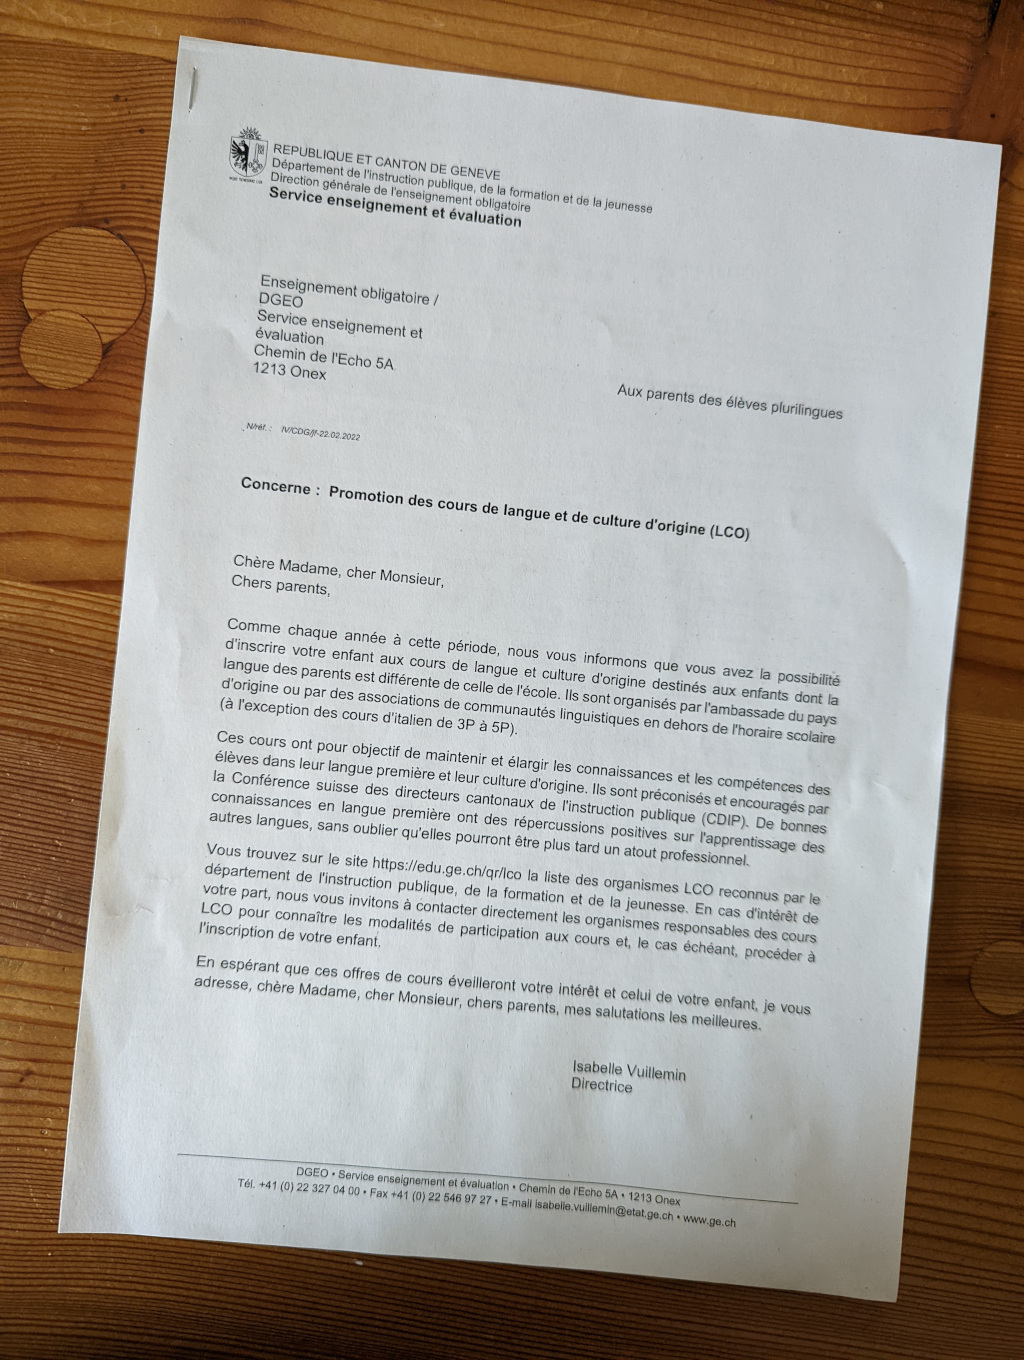 REPUBLIQUE ET CANTON DE GENEVE
Département de l'instruction publique, de la formation et de la jeunesse
Direction générale de l'enseignement obligatoire
Service enseignement et évaluation
Enseignement obligatoire /
DGEO
Service enseignement et
évaluation
Chemin de l'Echo 5A
1213 Onex
Aux parents des élèves plurilingues
N/réf. : IV/CDG/jf-22.02.2022
Concerne : Promotion des cours de langue et de culture d'origine (LCO)
Chère Madame, cher Monsieur,
Chers parents,
Comme chaque année à cette période, nous vous informons que vous avez la possibilité
d'inscrire votre enfant aux cours de langue et culture d'origine destinés aux enfants dont la
langue des parents est différente de celle de l'école. Ils sont organisés par l'ambassade du pays
d'origine ou par des associations de communautés linguistiques en dehors de l'horaire scolaire
(à l'exception des cours d'italien de 3P à 5P).
Ces cours ont pour objectif de maintenir et élargir les connaissances et les compétences des
élèves dans leur langue première et leur culture d'origine. Ils sont préconisés et encouragés par
la Conférence suisse des directeurs cantonaux de l'instruction publique (CDIP). De bonnes
connaissances en langue première ont des répercussions positives sur l'apprentissage des
autres langues, sans oublier qu'elles pourront être plus tard un atout professionnel.
Vous trouvez sur le site https://edu.ge.ch/qr/lco la liste des organismes LCO reconnus par le
département de l'instruction publique, de la formation et de la jeunesse. En cas d'intérêt de
votre part, nous vous invitons à contacter directement les organismes responsables des cours
LCO pour connaître les modalités de participation aux cours et, le cas échéant, procéder à
l'inscription de votre enfant.
En espérant que ces offres de cours éveilleront votre intérêt et celui de votre enfant, je vous
adresse, chère Madame, cher Monsieur, chers parents, mes salutations les meilleures.
Isabelle Vuillemin
Directrice
DGEO • Service enseignement et évaluation • Chemin de l'Echo 5A • 1213 Onex
Tél. +41 (0) 22 327 04 00 • Fax +41 (0) 22 546 97 27 • E-mail isabelle.vuillemin@etat.ge.ch • www.ge.ch